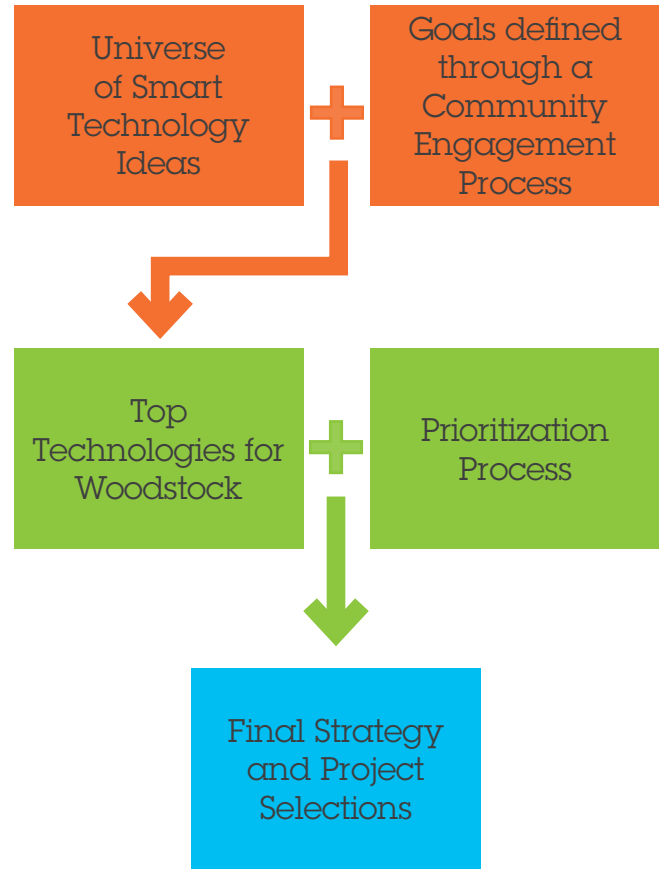 Universe
of Smart
Technology
Ideas
Goals defined
through a
Community
Engagement
Process
Top
Technologies for
Woodstock
Prioritization
Process
Final Strategy
and Project
Selections